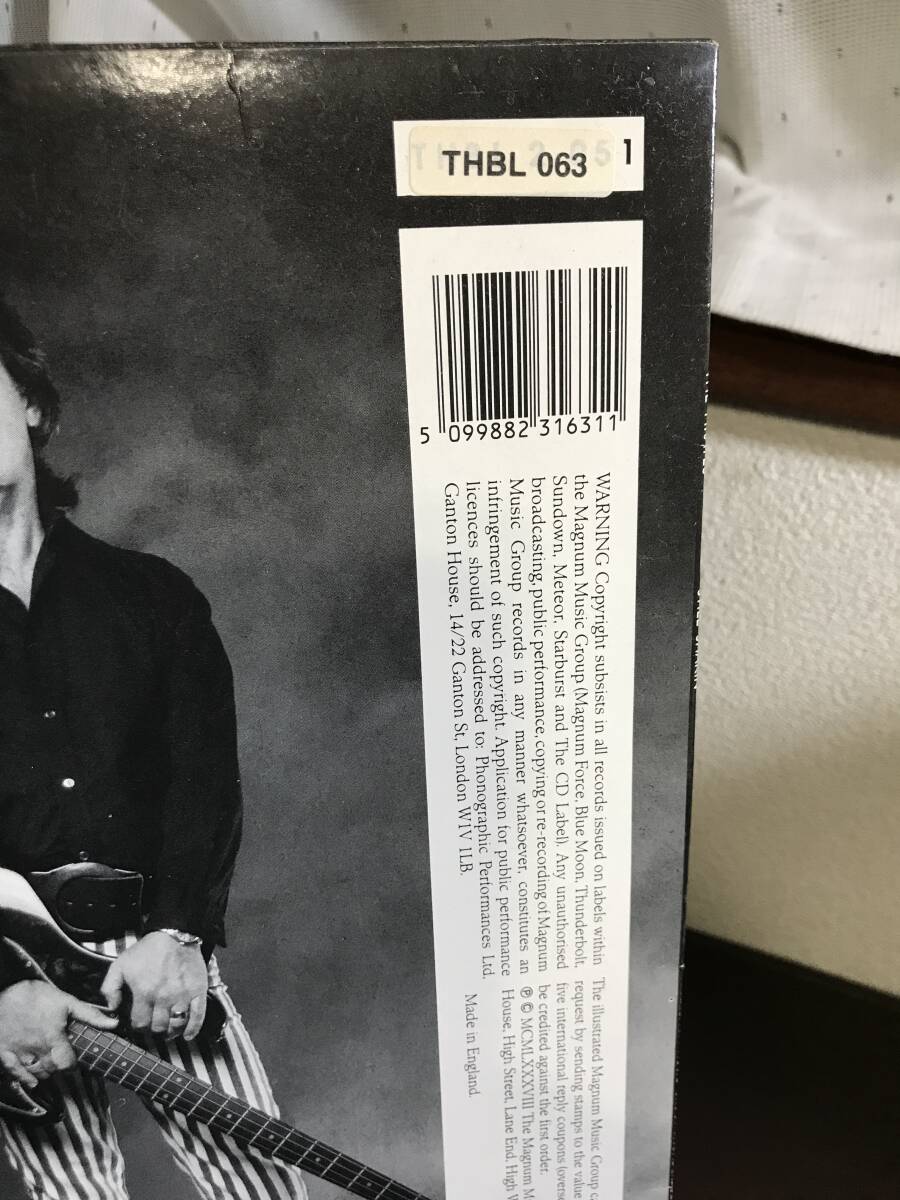 THBL 063
1
5 099882 316311
WARNING Copyright subsists in all records issued on labels within
the Magnum Music Group (Magnum Force, Blue Moon, Thunderbolt,
Sundown, Meteor, Starburst and The CD Label). Any unauthorised
broadcasting, public performance, copying or re-recording of Magnum
Music Group records in any manner whatsoever, constitutes an
infringement of such copyright. Application for public performance
licences should be addressed to: Phonographic Performances Ltd.
Ganton House, 14/22 Ganton St, London W1V 1LB.
The illustrated Magnum Music Group
request by sending stamps to the value
five international reply coupons
be credited against the first order.
℗ © MCMLXXXVIII The Magnum
House, High Street, Lane End, High
Made in England.